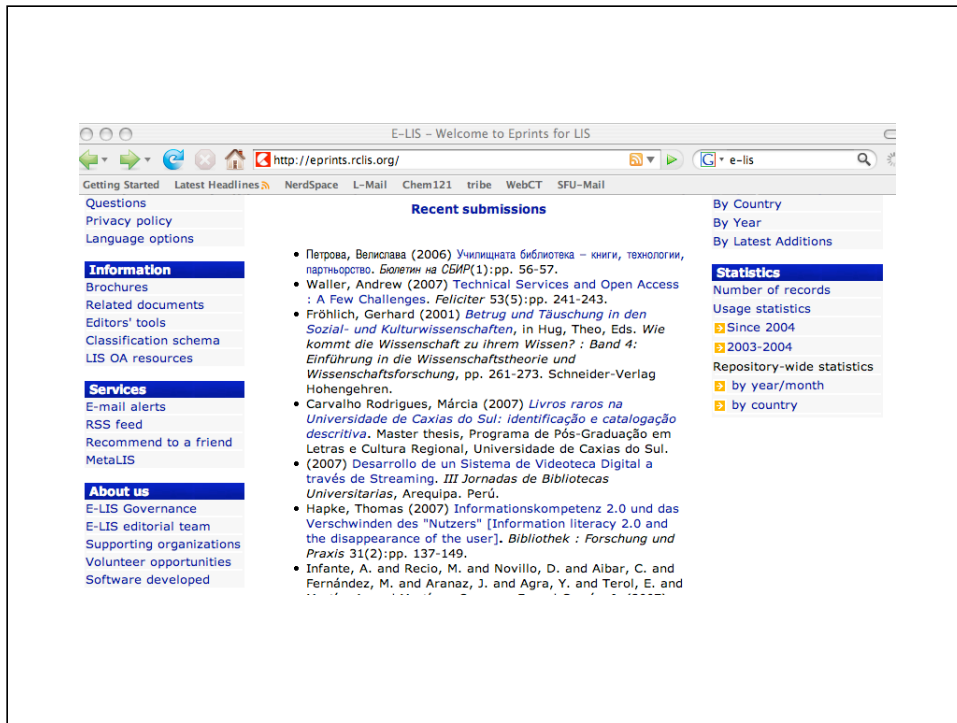 E-LIS - Welcome to Eprints for LIS
http://eprints.rclis.org/
e-lis
Getting Started Latest Headlines NerdSpace L-Mail Chem121 tribe WebCT SFU-Mail
Questions
Privacy policy
Language options
Information
Brochures
Related documents
Editors' tools
Classification schema
LIS OA resources
Services
E-mail alerts
RSS feed
Recommend to a friend
MetaLIS
About us
E-LIS Governance
E-LIS editorial team
Supporting organizations
Volunteer opportunities
Software developed
Recent submissions
Петрова, Велислава (2006) Училищната библиотека – книги, технологии,
партньорство. Бюлетин на СБИР(1):pp. 56-57.
Waller, Andrew (2007) Technical Services and Open Access
: A Few Challenges. Feliciter 53(5):pp. 241-243.
Fröhlich, Gerhard (2001) Betrug und Täuschung in den
Sozial- und Kulturwissenschaften, in Hug, Theo, Eds. Wie
kommt die Wissenschaft zu ihrem Wissen? : Band 4:
Einführung in die Wissenschaftstheorie und
Wissenschaftsforschung, pp. 261-273. Schneider-Verlag
Hohengehren.
Carvalho Rodrigues, Márcia (2007) Livros raros na
Universidade de Caxias do Sul: identificação e catalogação
descritiva. Master thesis, Programa de Pós-Graduação em
Letras e Cultura Regional, Universidade de Caxias do Sul.
(2007) Desarrollo de un Sistema de Videoteca Digital a
través de Streaming. III Jornadas de Bibliotecas
Universitarias, Arequipa. Perú.
Hapke, Thomas (2007) Informationskompetenz 2.0 und das
Verschwinden des "Nutzers" [Information literacy 2.0 and
the disappearance of the user]. Bibliothek : Forschung und
Praxis 31(2):pp. 137-149.
Infante, A. and Recio, M. and Novillo, D. and Aibar, C. and
Fernández, M. and Aranaz, J. and Agra, Y. and Terol, E. and
By Country
By Year
By Latest Additions
Statistics
Number of records
Usage statistics
Since 2004
2003-2004
Repository-wide statistics
by year/month
by country